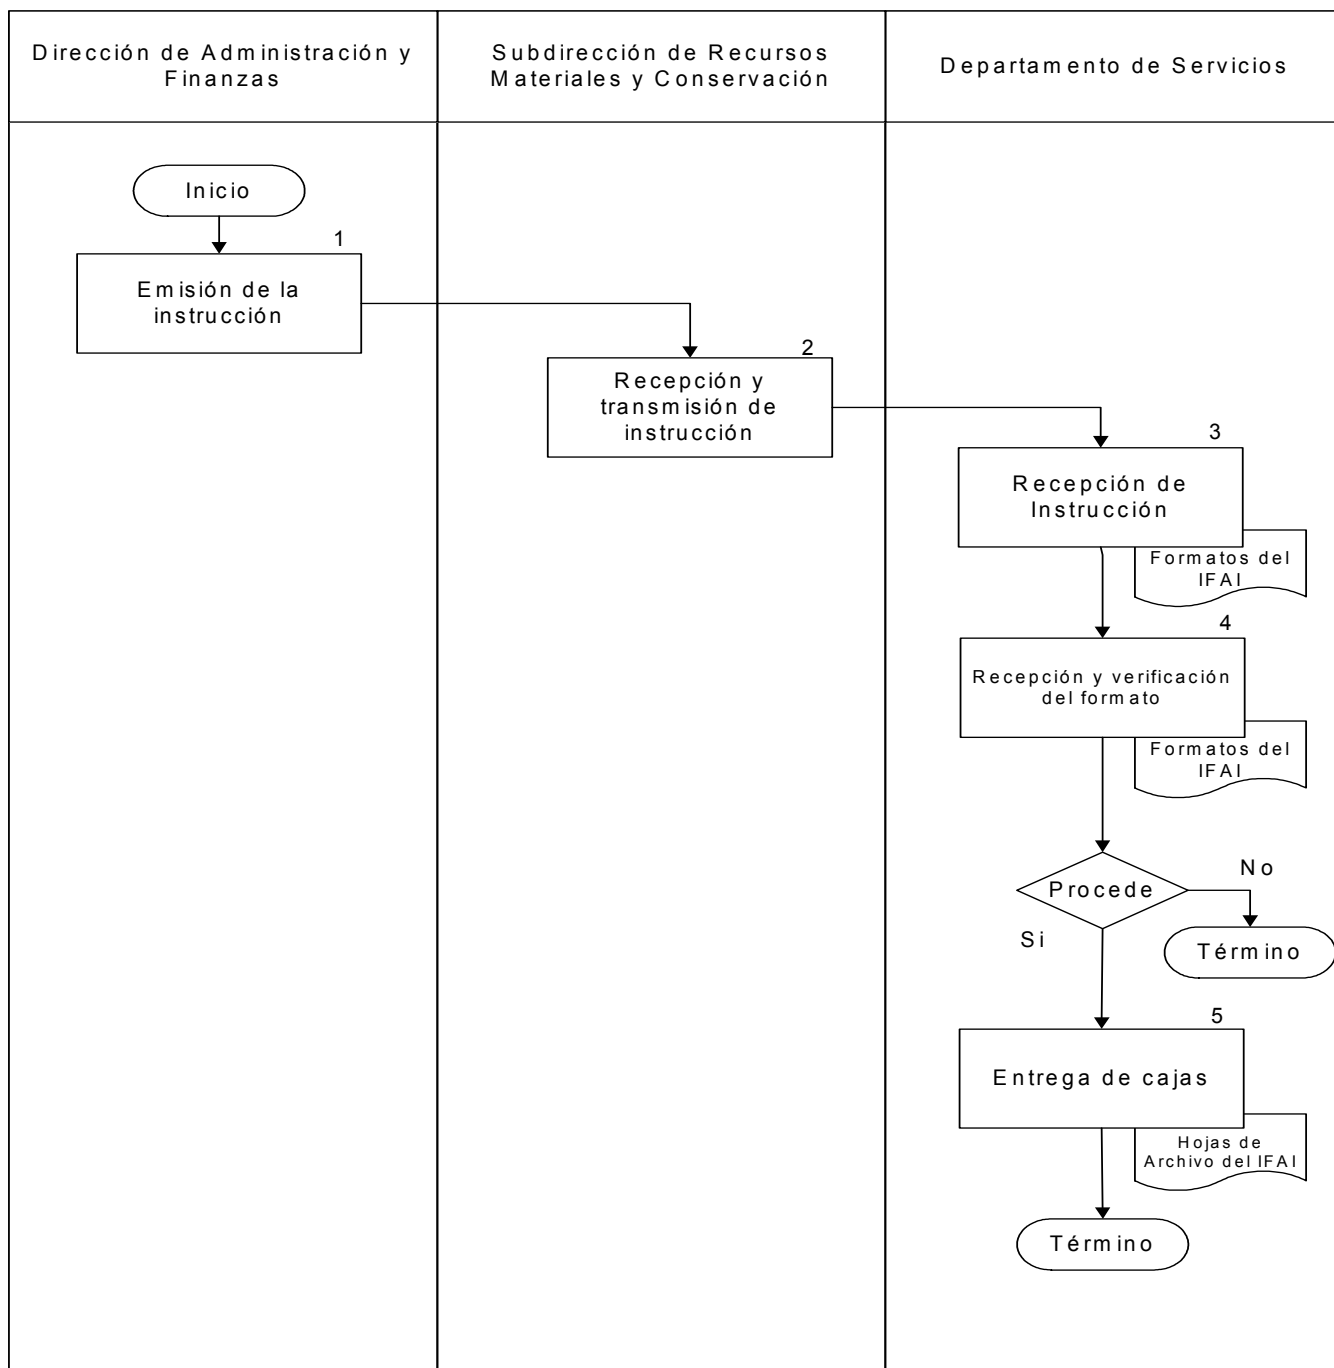 Dirección de Administración y
Finanzas
Subdirección de Recursos
Materiales y Conservación
Departamento de Servicios
Inicio
1
Emisión de la
instrucción
2
Recepción y
transmisión de
instrucción
3
Recepción de
Instrucción
Formatos del
IFAI
4
Recepción y verificación
del formato
Formatos del
IFAI
Procede
No
Si
Término
5
Entrega de cajas
Hojas de
Archivo del IFAI
Término